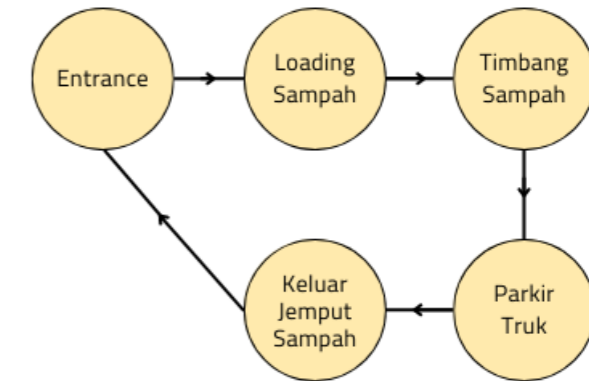 Entrance
Loading
Sampah
Timbang
Sampah
Keluar
Jemput
Sampah
Parkir
Truk